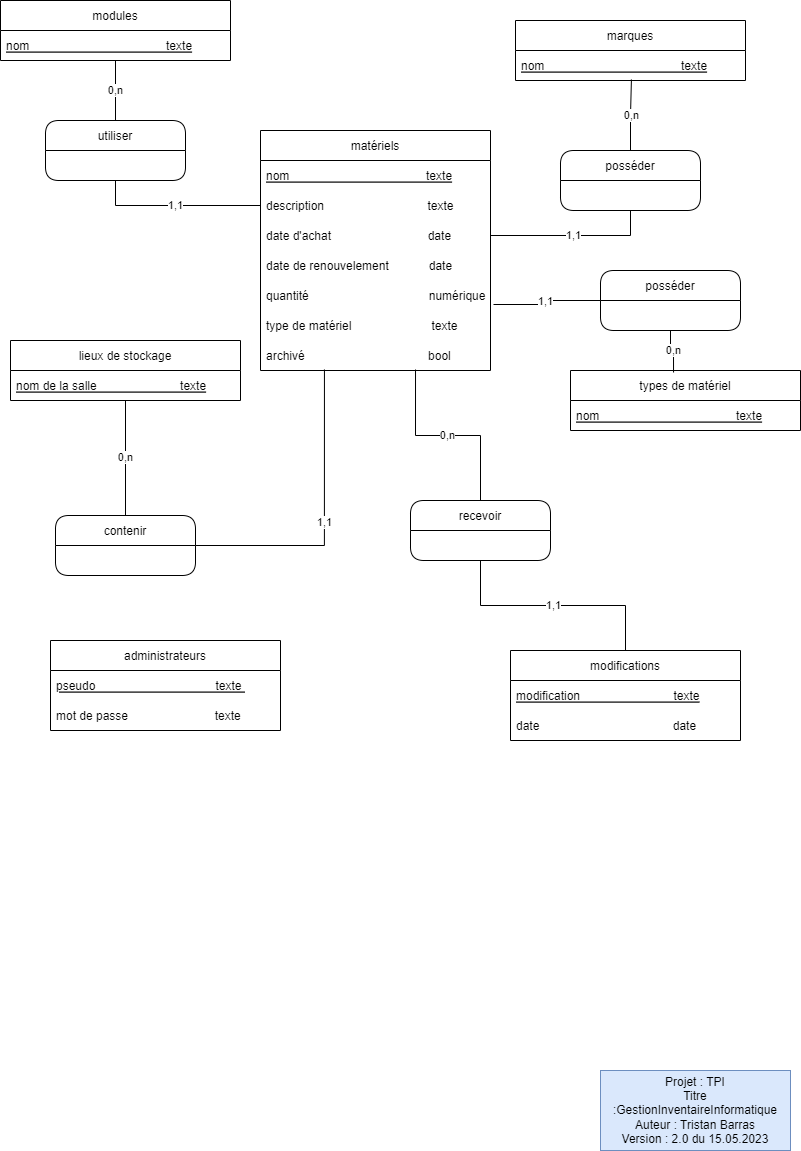 modules
nom texte
0,n
utiliser
1,1
marques
nom texte
0,n
posséder
1,1
matériels
nom texte
description texte
date d'achat date
date de renouvelement date
quantité numérique
type de matériel texte
archivé bool
posséder
1,1
0,n
types de matériel
nom texte
lieux de stockage
nom de la salle texte
0,n
contenir
1,1
0,n
recevoir
1,1
administrateurs
pseudo texte
mot de passe texte
modifications
modification texte
date date
Projet : TPI
Titre
:GestionInventaireInformatique
Auteur : Tristan Barras
Version : 2.0 du 15.05.2023